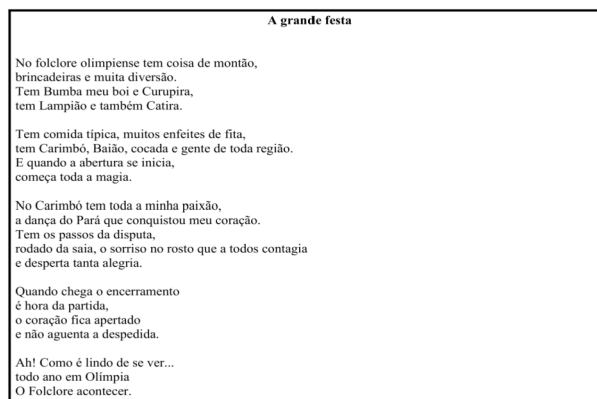 A grande festa
No folclore olimpiense tem coisa de montão,
brincadeiras e muita diversão.
Tem Bumba meu boi e Curupira,
tem Lampião e também Catira.
Tem comida típica, muitos enfeites de fita,
tem Carimbó, Baião, cocada e gente de toda região.
E quando a abertura se inicia,
começa toda a magia.
No Carimbó tem toda a minha paixão,
a dança do Pará que conquistou meu coração.
Tem os passos da disputa,
rodado da saia, o sorriso no rosto que a todos contagia
e desperta tanta alegria.
Quando chega o encerramento
é hora da partida,
o coração fica apertado
e não aguenta a despedida.
Ah! Como é lindo de se ver...
todo ano em Olímpia
O Folclore acontecer.